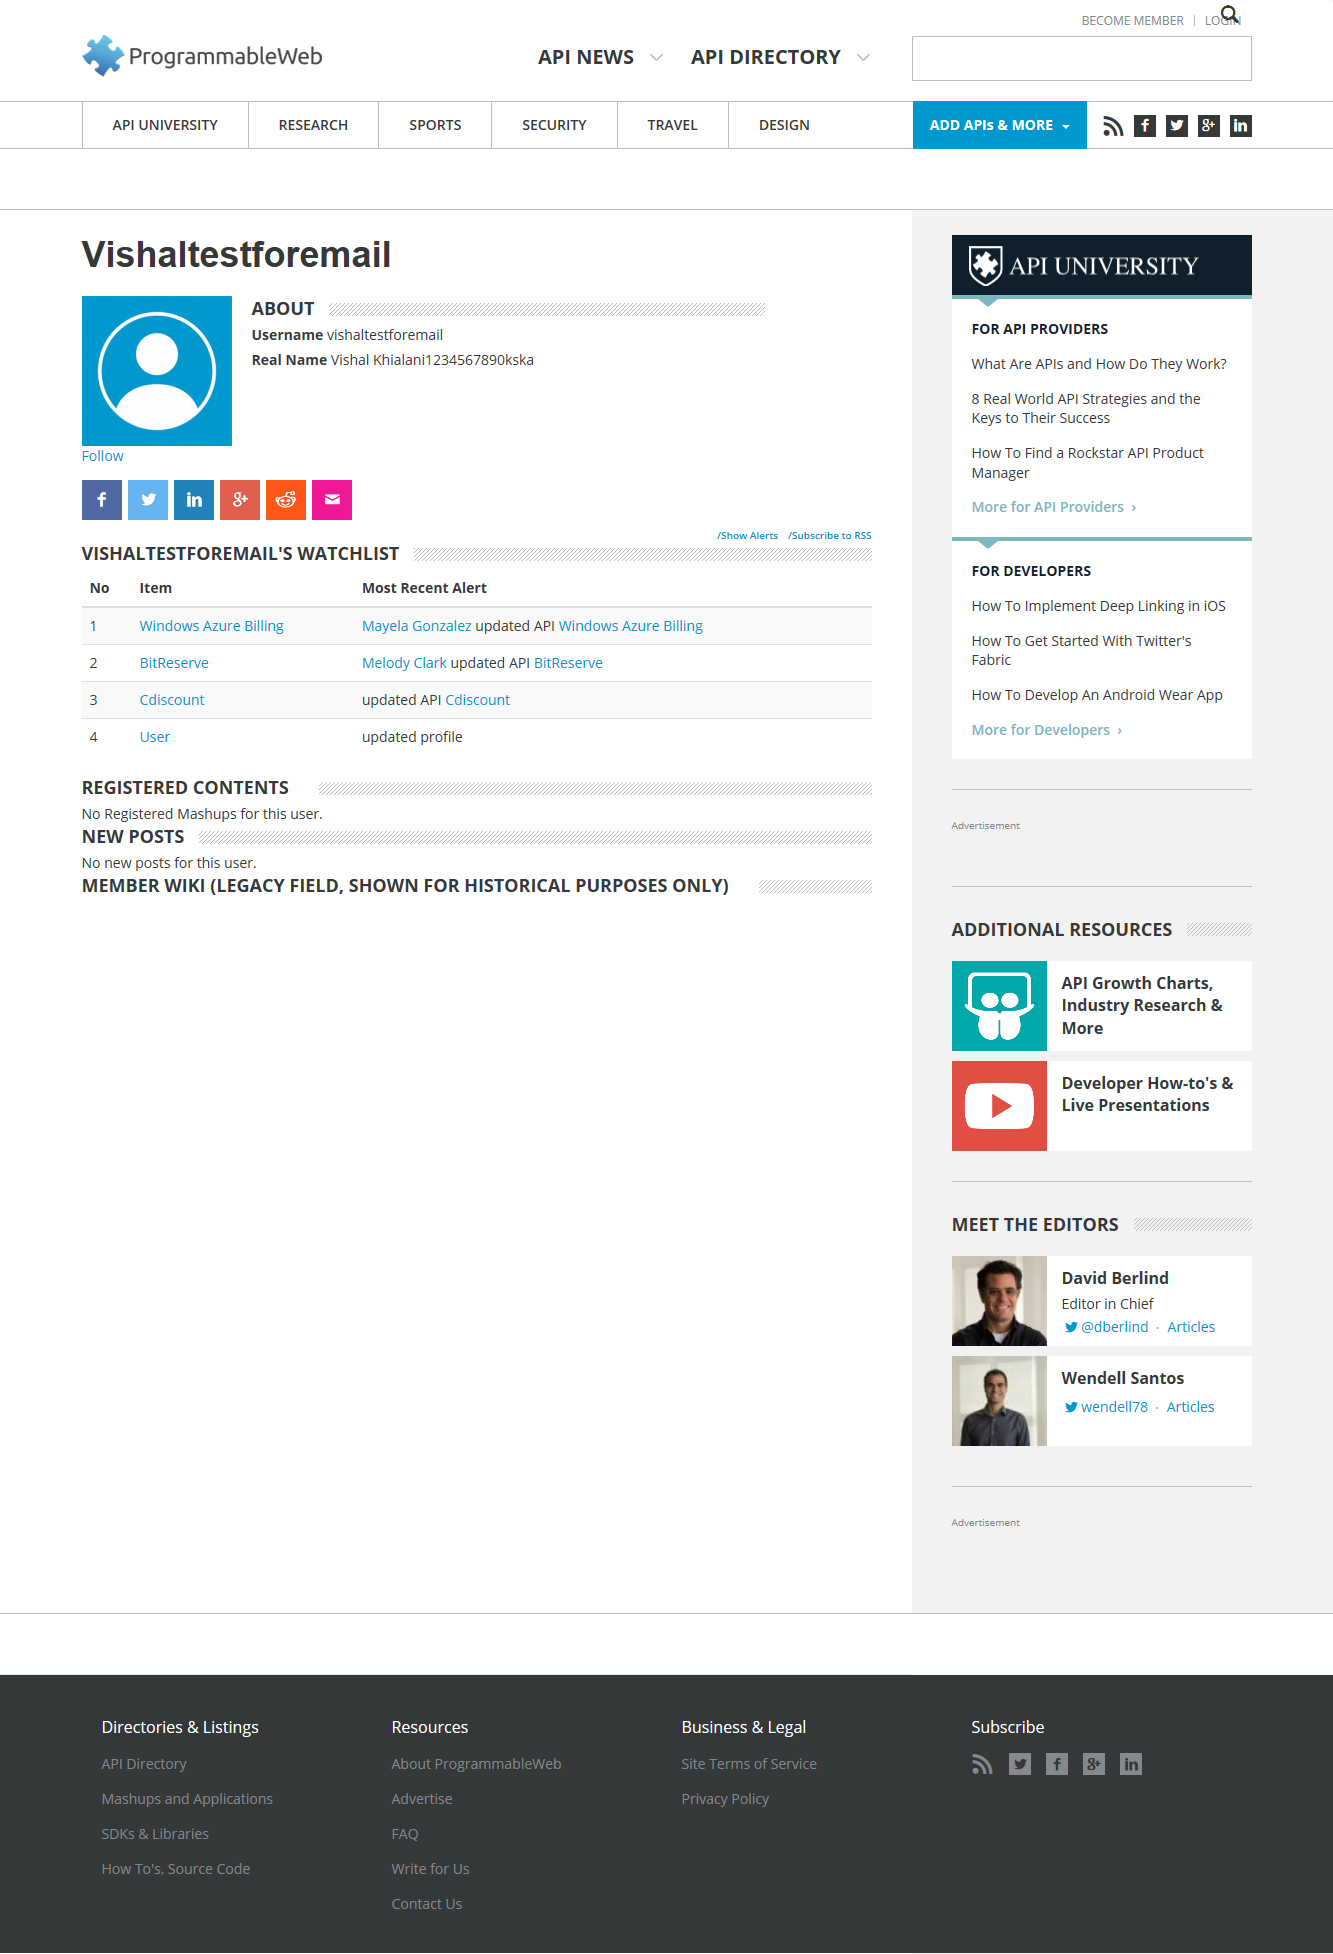 BECOME MEMBER
LOGIN
ProgrammableWeb
API NEWS
API DIRECTORY
API UNIVERSITY
RESEARCH
SPORTS
SECURITY
TRAVEL
DESIGN
ADD APIs & MORE
Vishaltestforemail
ABOUT
Username vishaltestforemail
Real Name Vishal Khialani1234567890kska
Follow
/Show Alerts /Subscribe to RSS
VISHALTESTFOREMAIL'S WATCHLIST
No Item Most Recent Alert
1 Windows Azure Billing Mayela Gonzalez updated API Windows Azure Billing
2 BitReserve Melody Clark updated API BitReserve
3 Cdiscount updated API Cdiscount
4 User updated profile
REGISTERED CONTENTS
No Registered Mashups for this user.
NEW POSTS
No new posts for this user.
MEMBER WIKI (LEGACY FIELD, SHOWN FOR HISTORICAL PURPOSES ONLY)
API UNIVERSITY
FOR API PROVIDERS
What Are APIs and How Do They Work?
8 Real World API Strategies and the
Keys to Their Success
How To Find a Rockstar API Product
Manager
More for API Providers ›
FOR DEVELOPERS
How To Implement Deep Linking in iOS
How To Get Started With Twitter's
Fabric
How To Develop An Android Wear App
More for Developers ›
Advertisement
ADDITIONAL RESOURCES
API Growth Charts,
Industry Research &
More
Developer How-to's &
Live Presentations
MEET THE EDITORS
David Berlind
Editor in Chief
@dberlind · Articles
Wendell Santos
wendell78 · Articles
Advertisement
Directories & Listings
API Directory
Mashups and Applications
SDKs & Libraries
How To's, Source Code
Resources
About ProgrammableWeb
Advertise
FAQ
Write for Us
Contact Us
Business & Legal
Site Terms of Service
Privacy Policy
Subscribe